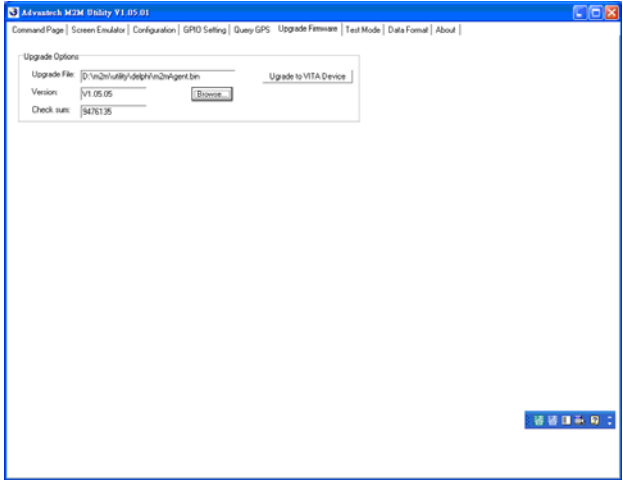 Advantech M2M Utility V1.05.01
Command Page Screen Emulator Configuration GPIO Setting Query GPS Upgrade Firmware Test Mode Data Format About
Upgrade Options
Upgrade File: D:\m2m\utility\delphi\m2mAgent.bin Ugrade to VITA Device
Version: V1.05.05 Browse...
Check sum: 9476135